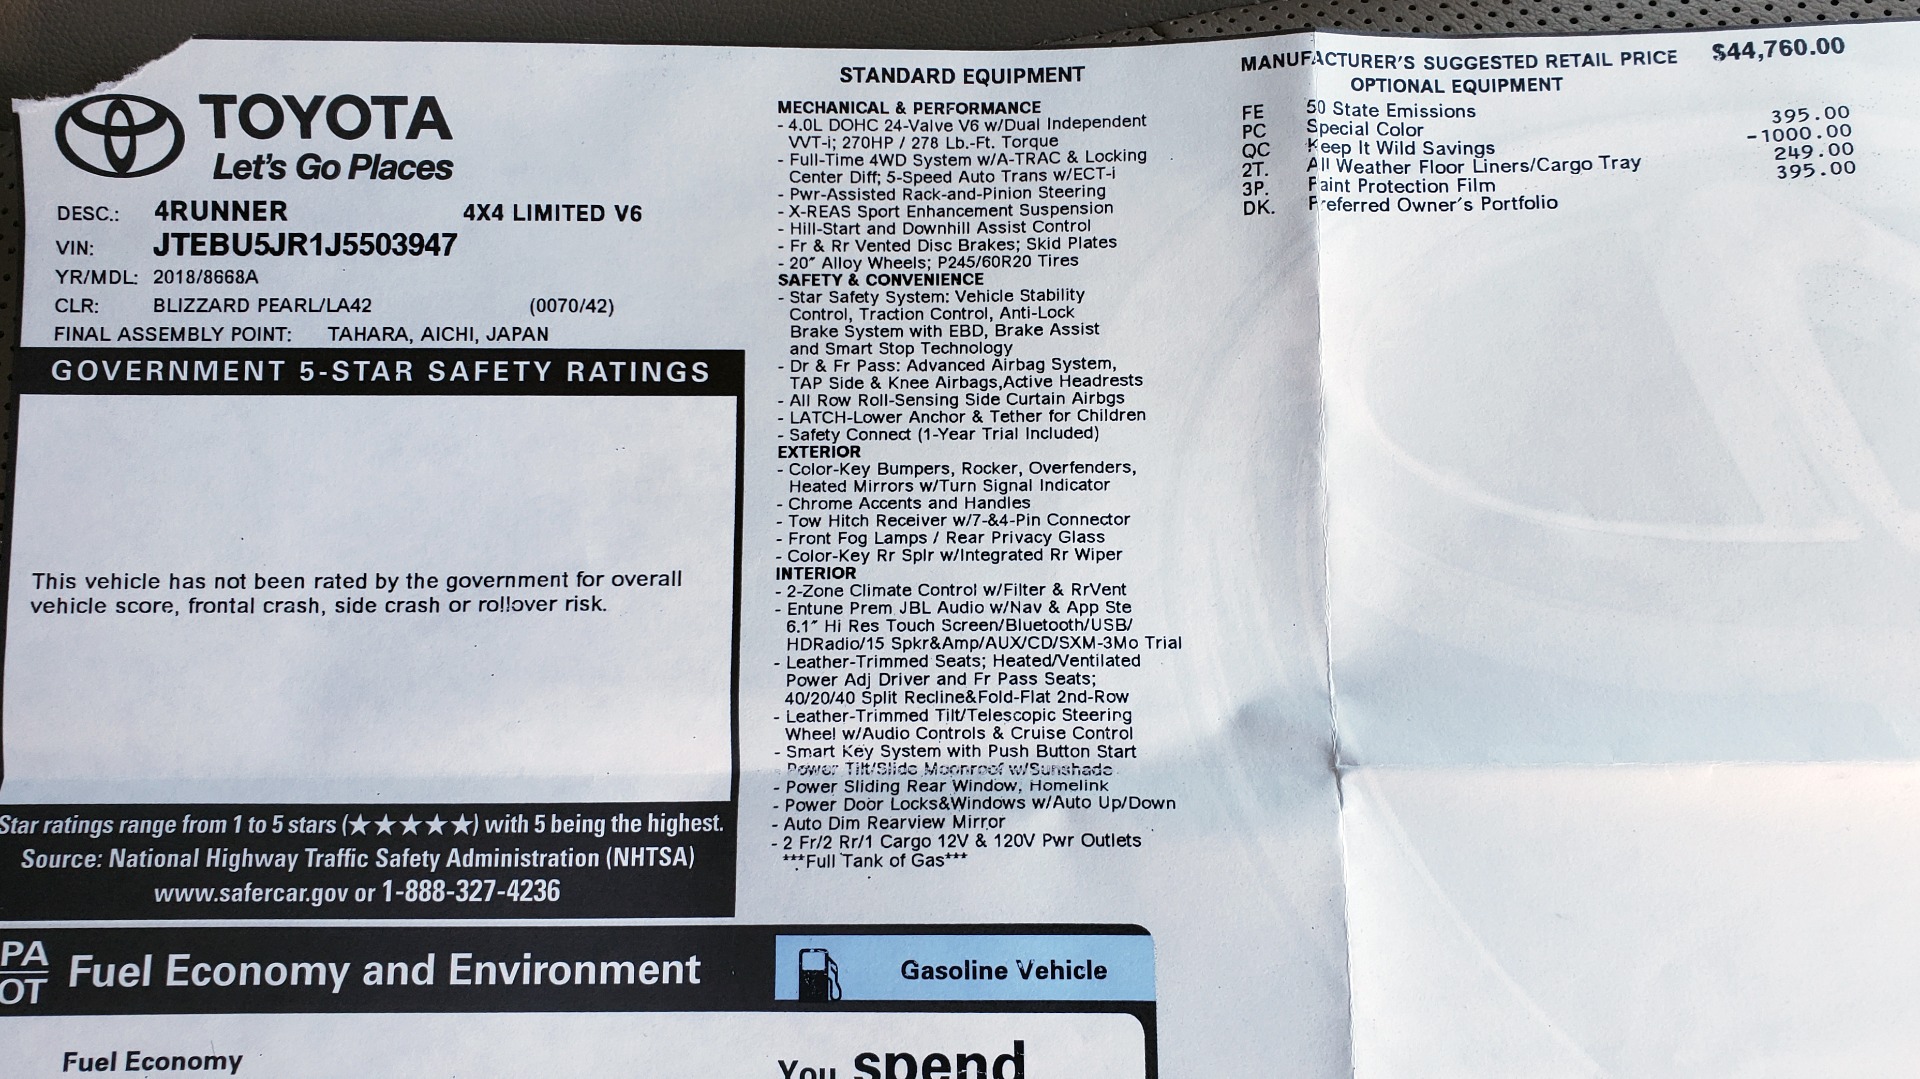 TOYOTA
Let's Go Places
DESC.: 4RUNNER 4X4 LIMITED V6
VIN: JTEBU5JR1J5503947
YR/MDL: 2018/8668A
CLR: BLIZZARD PEARL/LA42 (0070/42)
FINAL ASSEMBLY POINT: TAHARA, AICHI, JAPAN
GOVERNMENT 5-STAR SAFETY RATINGS
This vehicle has not been rated by the government for overall
vehicle score, frontal crash, side crash or rollover risk.
Star ratings range from 1 to 5 stars (★★★★★) with 5 being the highest.
Source: National Highway Traffic Safety Administration (NHTSA)
www.safercar.gov or 1-888-327-4236
STANDARD EQUIPMENT
MECHANICAL & PERFORMANCE
- 4.0L DOHC 24-Valve V6 w/Dual Independent
VVT-i; 270HP / 278 Lb.-Ft. Torque
- Full-Time 4WD System w/A-TRAC & Locking
Center Diff; 5-Speed Auto Trans w/ECT-i
- Pwr-Assisted Rack-and-Pinion Steering
- X-REAS Sport Enhancement Suspension
- Hill-Start and Downhill Assist Control
- Fr & Rr Vented Disc Brakes; Skid Plates
- 20" Alloy Wheels; P245/60R20 Tires
SAFETY & CONVENIENCE
- Star Safety System: Vehicle Stability
Control, Traction Control, Anti-Lock
Brake System with EBD, Brake Assist
and Smart Stop Technology
- Dr & Fr Pass: Advanced Airbag System,
TAP Side & Knee Airbags,Active Headrests
- All Row Roll-Sensing Side Curtain Airbgs
- LATCH-Lower Anchor & Tether for Children
- Safety Connect (1-Year Trial Included)
EXTERIOR
- Color-Key Bumpers, Rocker, Overfenders,
Heated Mirrors w/Turn Signal Indicator
- Chrome Accents and Handles
- Tow Hitch Receiver w/7-&4-Pin Connector
- Front Fog Lamps / Rear Privacy Glass
- Color-Key Rr Splr w/Integrated Rr Wiper
INTERIOR
- 2-Zone Climate Control w/Filter & RrVent
- Entune Prem JBL Audio w/Nav & App Ste
6.1" Hi Res Touch Screen/Bluetooth/USB/
HDRadio/15 Spkr&Amp/AUX/CD/SXM-3Mo Trial
- Leather-Trimmed Seats; Heated/Ventilated
Power Adj Driver and Fr Pass Seats;
40/20/40 Split Recline&Fold-Flat 2nd-Row
- Leather-Trimmed Tilt/Telescopic Steering
Wheel w/Audio Controls & Cruise Control
- Smart Key System with Push Button Start
- Power Tilt/Slide Moonroof w/Sunshade
- Power Sliding Rear Window, Homelink
- Power Door Locks&Windows w/Auto Up/Down
- Auto Dim Rearview Mirror
- 2 Fr/2 Rr/1 Cargo 12V & 120V Pwr Outlets
***Full Tank of Gas***
MANUFACTURER'S SUGGESTED RETAIL PRICE $44,760.00
OPTIONAL EQUIPMENT
FE 50 State Emissions
PC Special Color 395.00
QC Keep It Wild Savings -1000.00
2T. All Weather Floor Liners/Cargo Tray 249.00
3P. Paint Protection Film 395.00
DK. Preferred Owner's Portfolio
PA
OT
Fuel Economy and Environment
Gasoline Vehicle
Fuel Economy
You spend